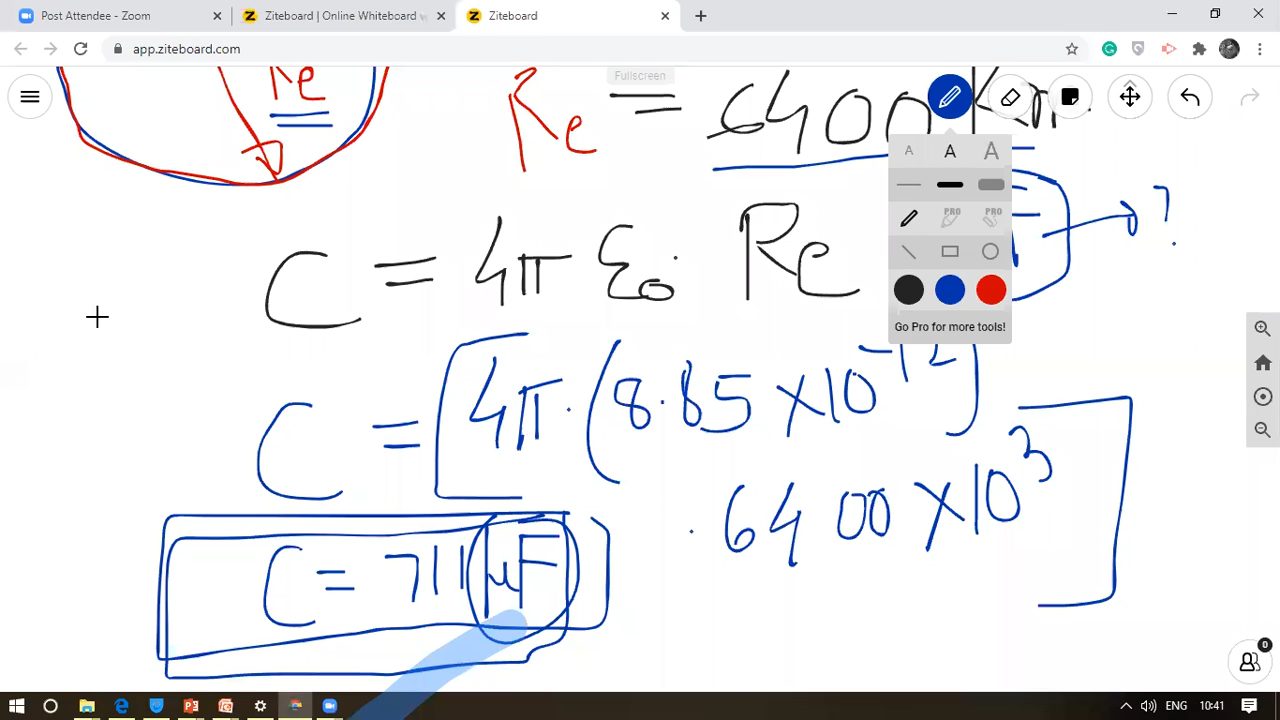 Post Attendee - Zoom
Ziteboard | Online Whiteboard
Ziteboard
app.ziteboard.com
Fullscreen
Re
Re = 6400 Km
A A A
PRO PRO
?
C = 4π ε₀ Re
Go Pro for more tools!
C = [4π · (8.85 × 10⁻¹²)
· 6400 × 10³]
C = 711 μF
0
ENG 10:41